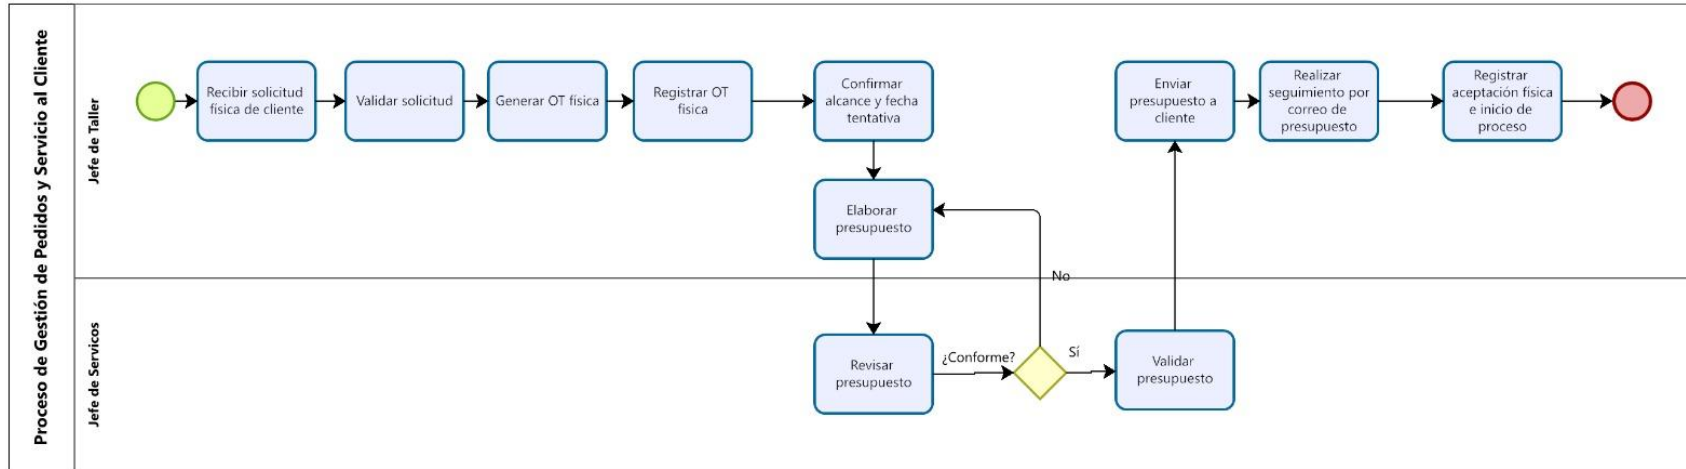 Proceso de Gestión de Pedidos y Servicio al Cliente
Jefe de Taller
Recibir solicitud
física de cliente
Validar solicitud
Generar OT física
Registrar OT
física
Confirmar
alcance y fecha
tentativa
Elaborar
presupuesto
Enviar
presupuesto a
cliente
Realizar
seguimiento por
correo de
presupuesto
Registrar
aceptación física
e inicio de
proceso
No
Jefe de Servicos
Revisar
presupuesto
¿Conforme?
Sí
Validar
presupuesto